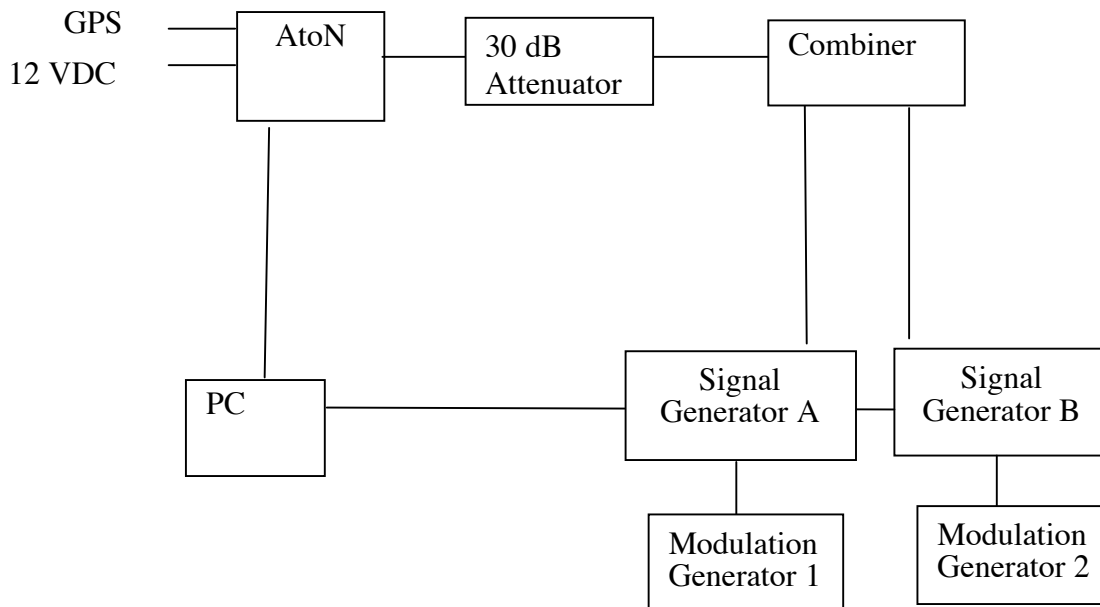 GPS
12 VDC
AtoN
30 dB
Attenuator
Combiner
PC
Signal
Generator A
Signal
Generator B
Modulation
Generator 1
Modulation
Generator 2